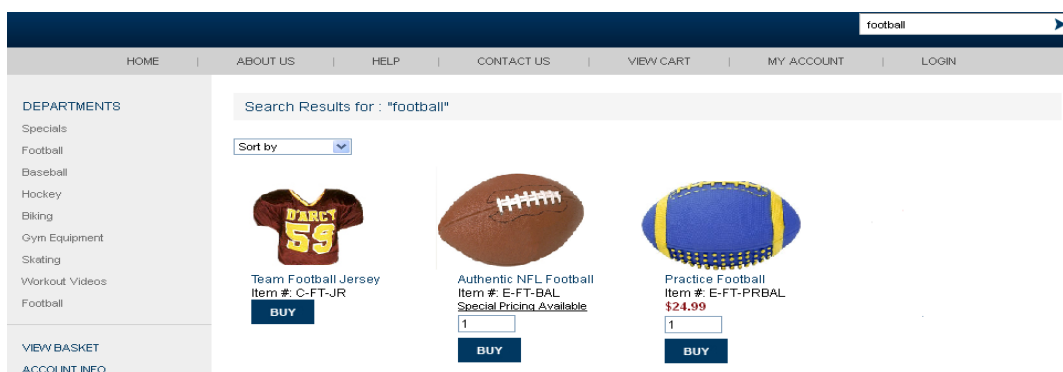 football
HOME | ABOUT US | HELP | CONTACT US | VIEW CART | MY ACCOUNT | LOGIN
DEPARTMENTS
Specials
Football
Baseball
Hockey
Biking
Gym Equipment
Skating
Workout Videos
Football
VIEW BASKET
ACCOUNT INFO
Search Results for : "football"
Sort by
D'ARCY
59
Team Football Jersey
Item #: C-FT-JR
BUY
Authentic NFL Football
Item #: E-FT-BAL
Special Pricing Available
1
BUY
Practice Football
Item #: E-FT-PRBAL
$24.99
1
BUY